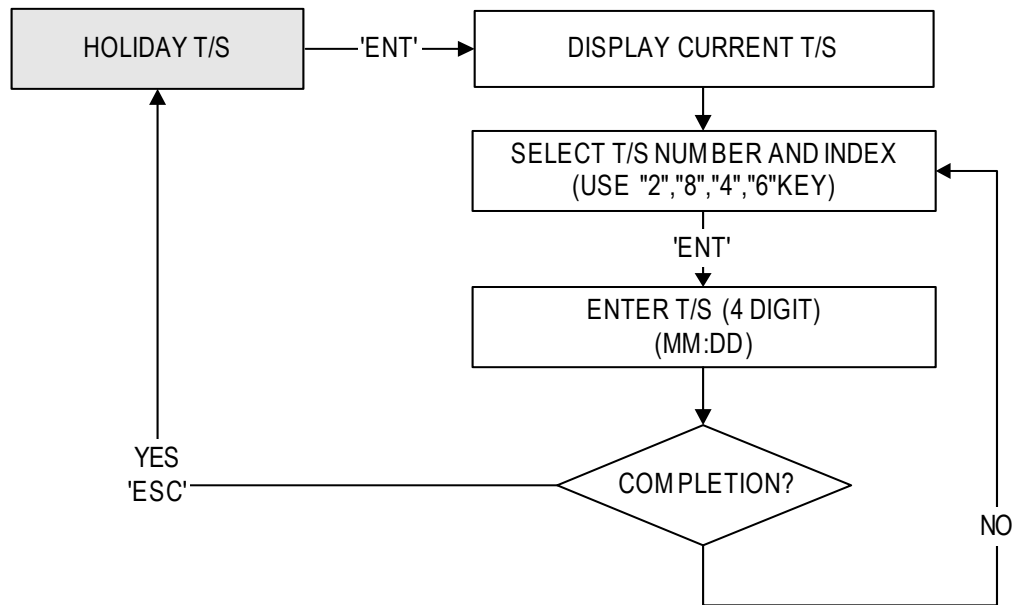 HOLIDAY T/S
'ENT'
DISPLAY CURRENT T/S
SELECT T/S NUMBER AND INDEX
(USE "2","8","4","6"KEY)
'ENT'
ENTER T/S (4 DIGIT)
(MM:DD)
YES
'ESC'
COMPLETION?
NO